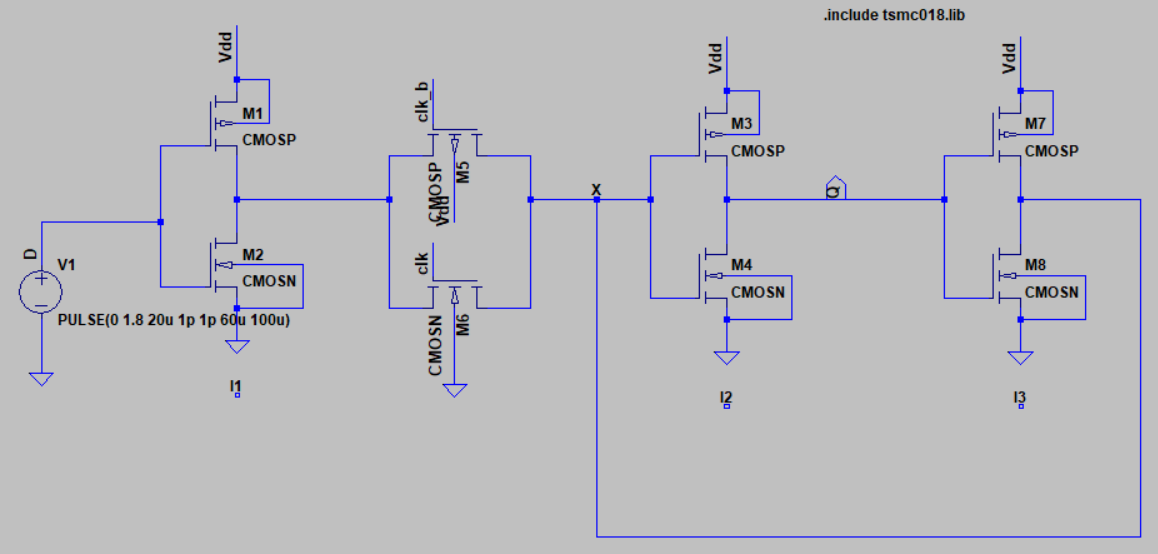 .include tsmc018.lib
Vdd
M1
CMOSP
clk_b
CMOSP
M5
Vdd
Vdd
M3
CMOSP
Vdd
M7
CMOSP
X
Q
D
V1
PULSE(0 1.8 20u 1p 1p 60u 100u)
M2
CMOSN
clk
CMOSN
M6
M4
CMOSN
M8
CMOSN
I1
I2
I3